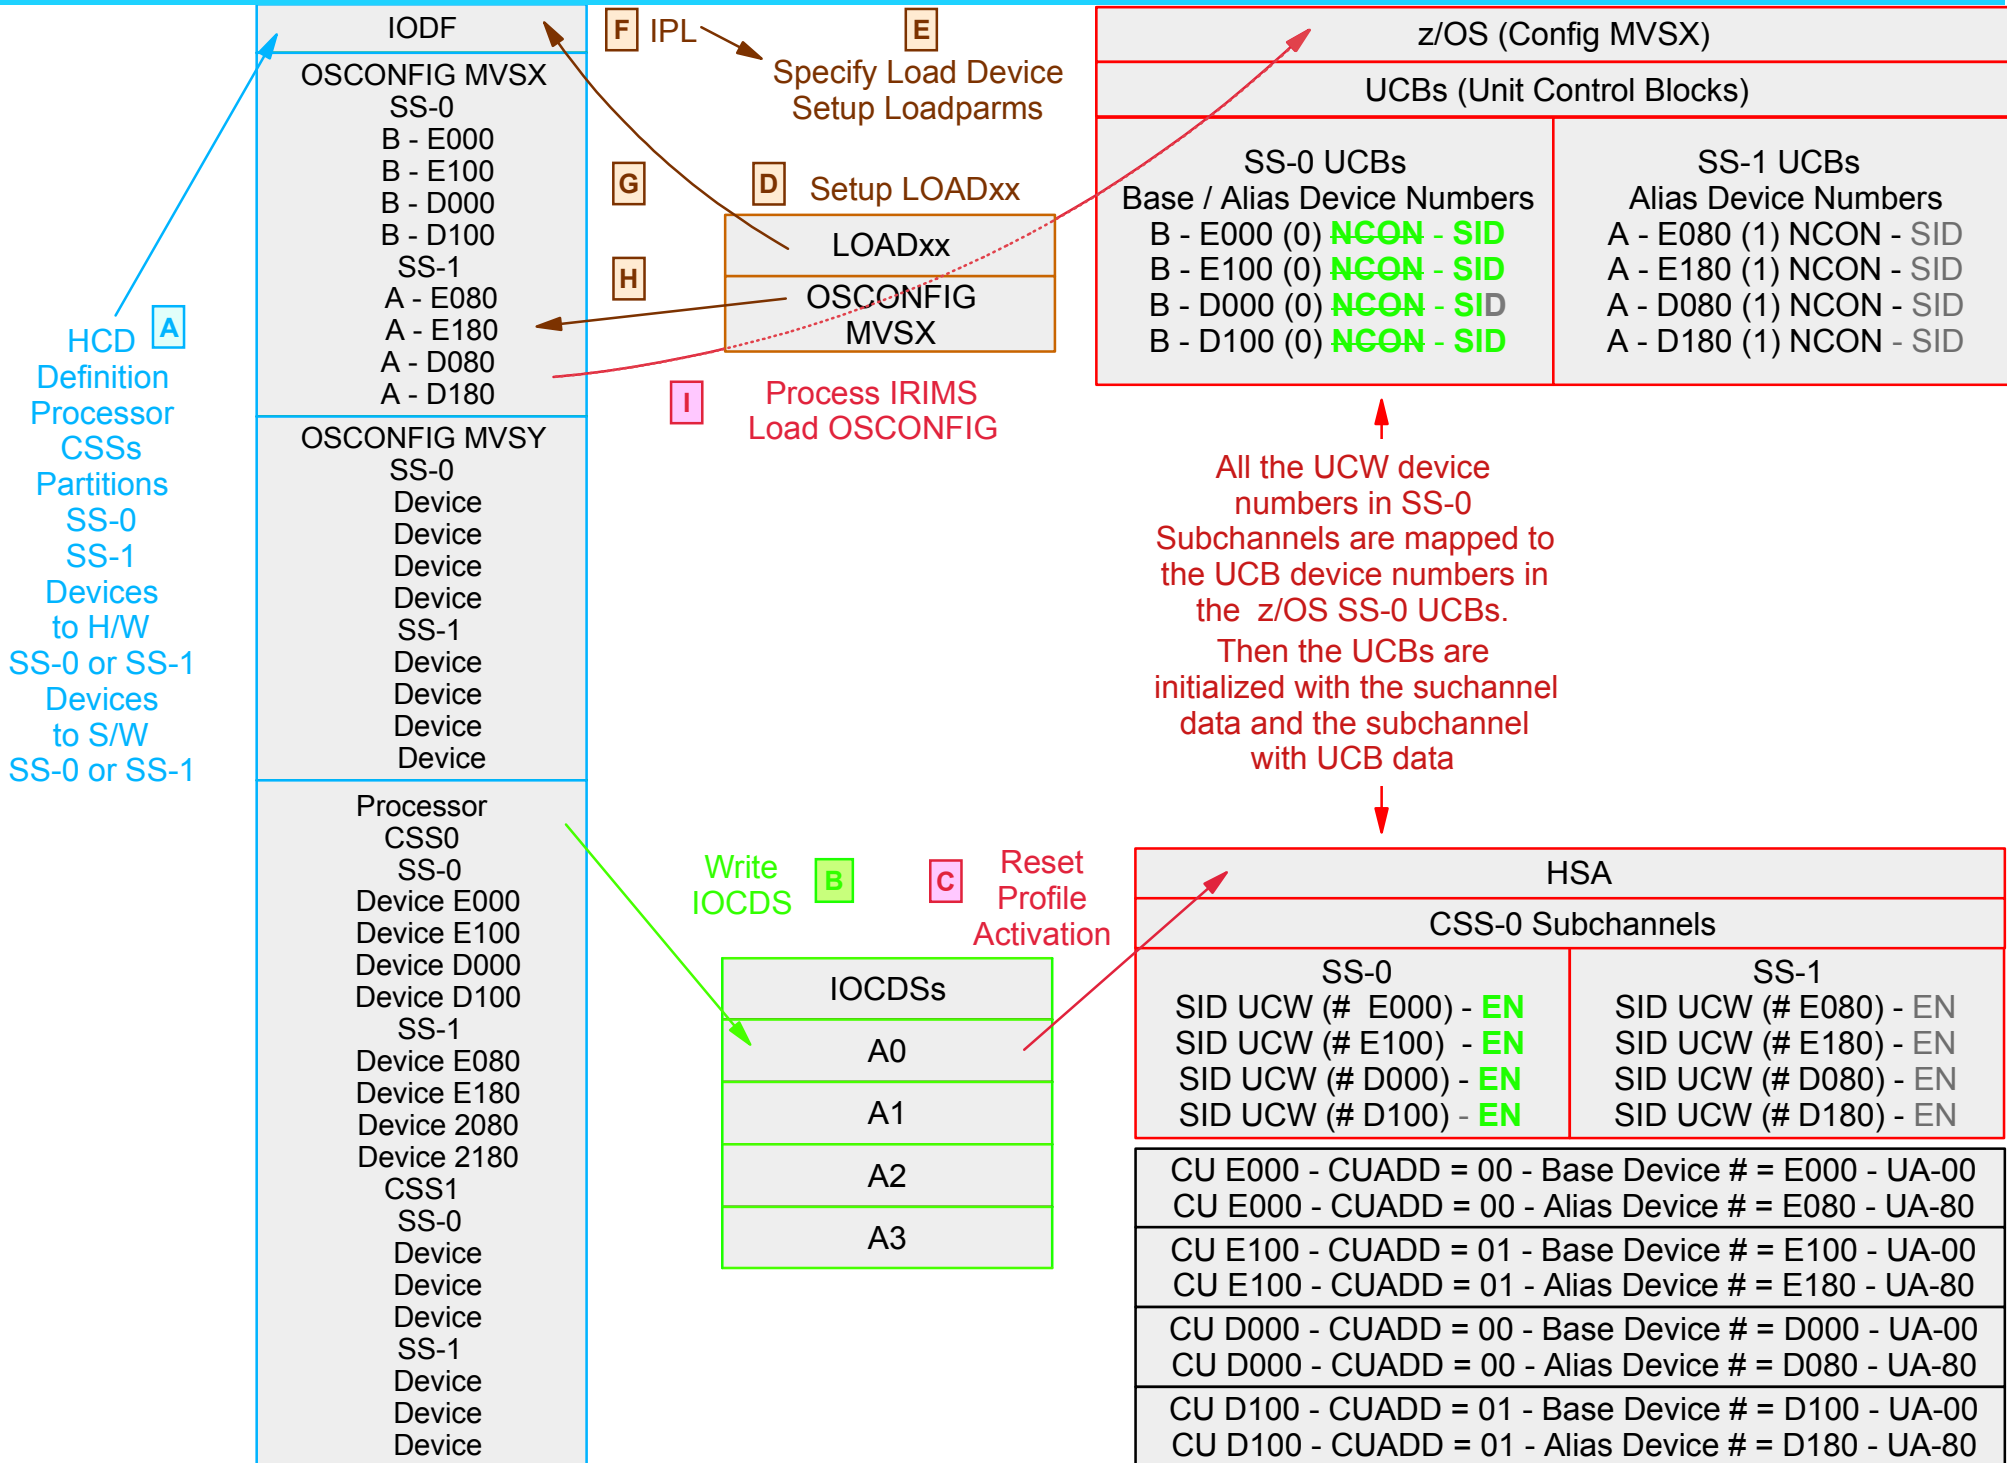 HCD
A
Definition
Processor
CSSs
Partitions
SS-0
SS-1
Devices
to H/W
SS-0 or SS-1
Devices
to S/W
SS-0 or SS-1
IODF
OSCONFIG MVSX
SS-0
B - E000
B - E100
B - D000
B - D100
SS-1
A - E080
A - E180
A - D080
A - D180
OSCONFIG MVSY
SS-0
Device
Device
Device
Device
SS-1
Device
Device
Device
Device
Processor
CSS0
SS-0
Device E000
Device E100
Device D000
Device D100
SS-1
Device E080
Device E180
Device 2080
Device 2180
CSS1
SS-0
Device
Device
Device
SS-1
Device
Device
Device
F IPL
E
Specify Load Device
Setup Loadparms
G
D Setup LOADxx
LOADxx
H
OSCONFIG
MVSX
I
Process IRIMS
Load OSCONFIG
Write
IOCDS
B
C
Reset
Profile
Activation
IOCDSs
A0
A1
A2
A3
z/OS (Config MVSX)
UCBs (Unit Control Blocks)
SS-0 UCBs
Base / Alias Device Numbers
B - E000 (0) NCON - SID
B - E100 (0) NCON - SID
B - D000 (0) NCON - SID
B - D100 (0) NCON - SID
SS-1 UCBs
Alias Device Numbers
A - E080 (1) NCON - SID
A - E180 (1) NCON - SID
A - D080 (1) NCON - SID
A - D180 (1) NCON - SID
All the UCW device
numbers in SS-0
Subchannels are mapped to
the UCB device numbers in
the z/OS SS-0 UCBs.
Then the UCBs are
initialized with the suchannel
data and the subchannel
with UCB data
HSA
CSS-0 Subchannels
SS-0
SID UCW (# E000) - EN
SID UCW (# E100) - EN
SID UCW (# D000) - EN
SID UCW (# D100) - EN
SS-1
SID UCW (# E080) - EN
SID UCW (# E180) - EN
SID UCW (# D080) - EN
SID UCW (# D180) - EN
CU E000 - CUADD = 00 - Base Device # = E000 - UA-00
CU E000 - CUADD = 00 - Alias Device # = E080 - UA-80
CU E100 - CUADD = 01 - Base Device # = E100 - UA-00
CU E100 - CUADD = 01 - Alias Device # = E180 - UA-80
CU D000 - CUADD = 00 - Base Device # = D000 - UA-00
CU D000 - CUADD = 00 - Alias Device # = D080 - UA-80
CU D100 - CUADD = 01 - Base Device # = D100 - UA-00
CU D100 - CUADD = 01 - Alias Device # = D180 - UA-80